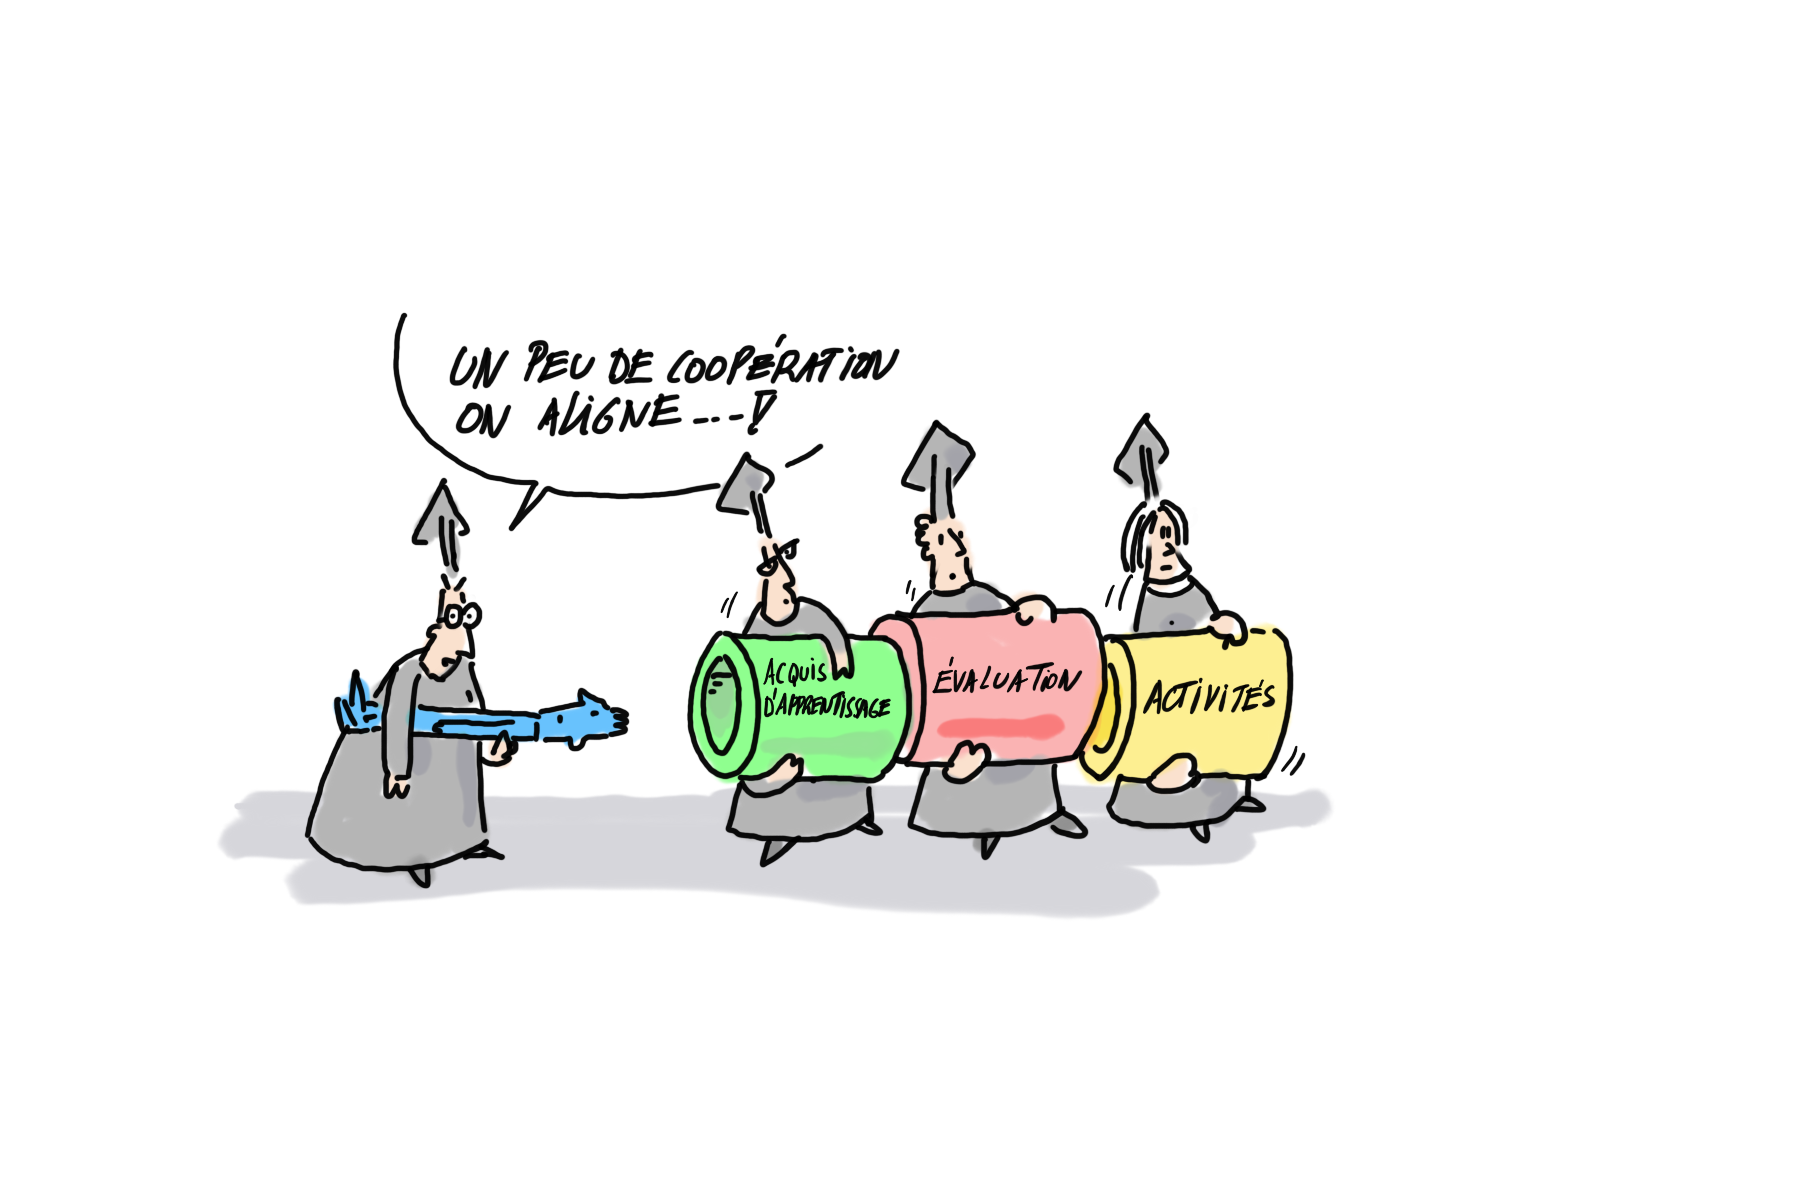 UN PEU DE COOPÉRATION
ON ALIGNE....!
ACQUIS
D'APPRENTISSAGE
ÉVALUATION
ACTIVITÉS